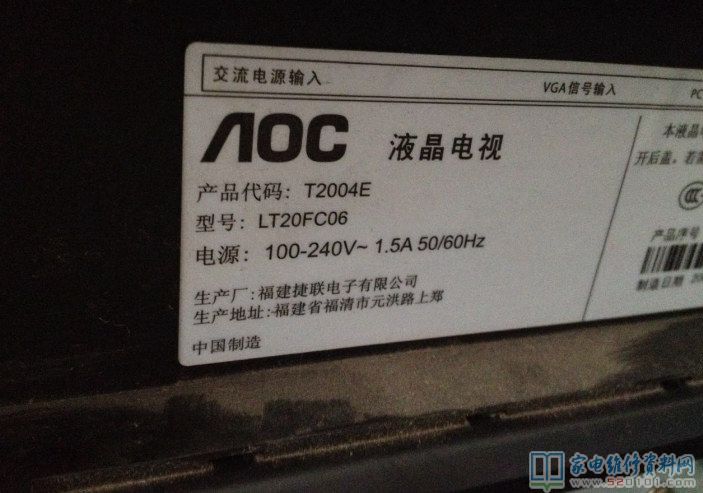 交流电源输入
VGA信号输入
PC
AOC 液晶电视
产品代码: T2004E
型号: LT20FC06
电源: 100-240V~ 1.5A 50/60Hz
生产厂: 福建捷联电子有限公司
生产地址: 福建省福清市元洪路上郑
中国制造
本液晶
开后盖。若
产品序号
制造日期 20
家电维修资料网
www.520101.com